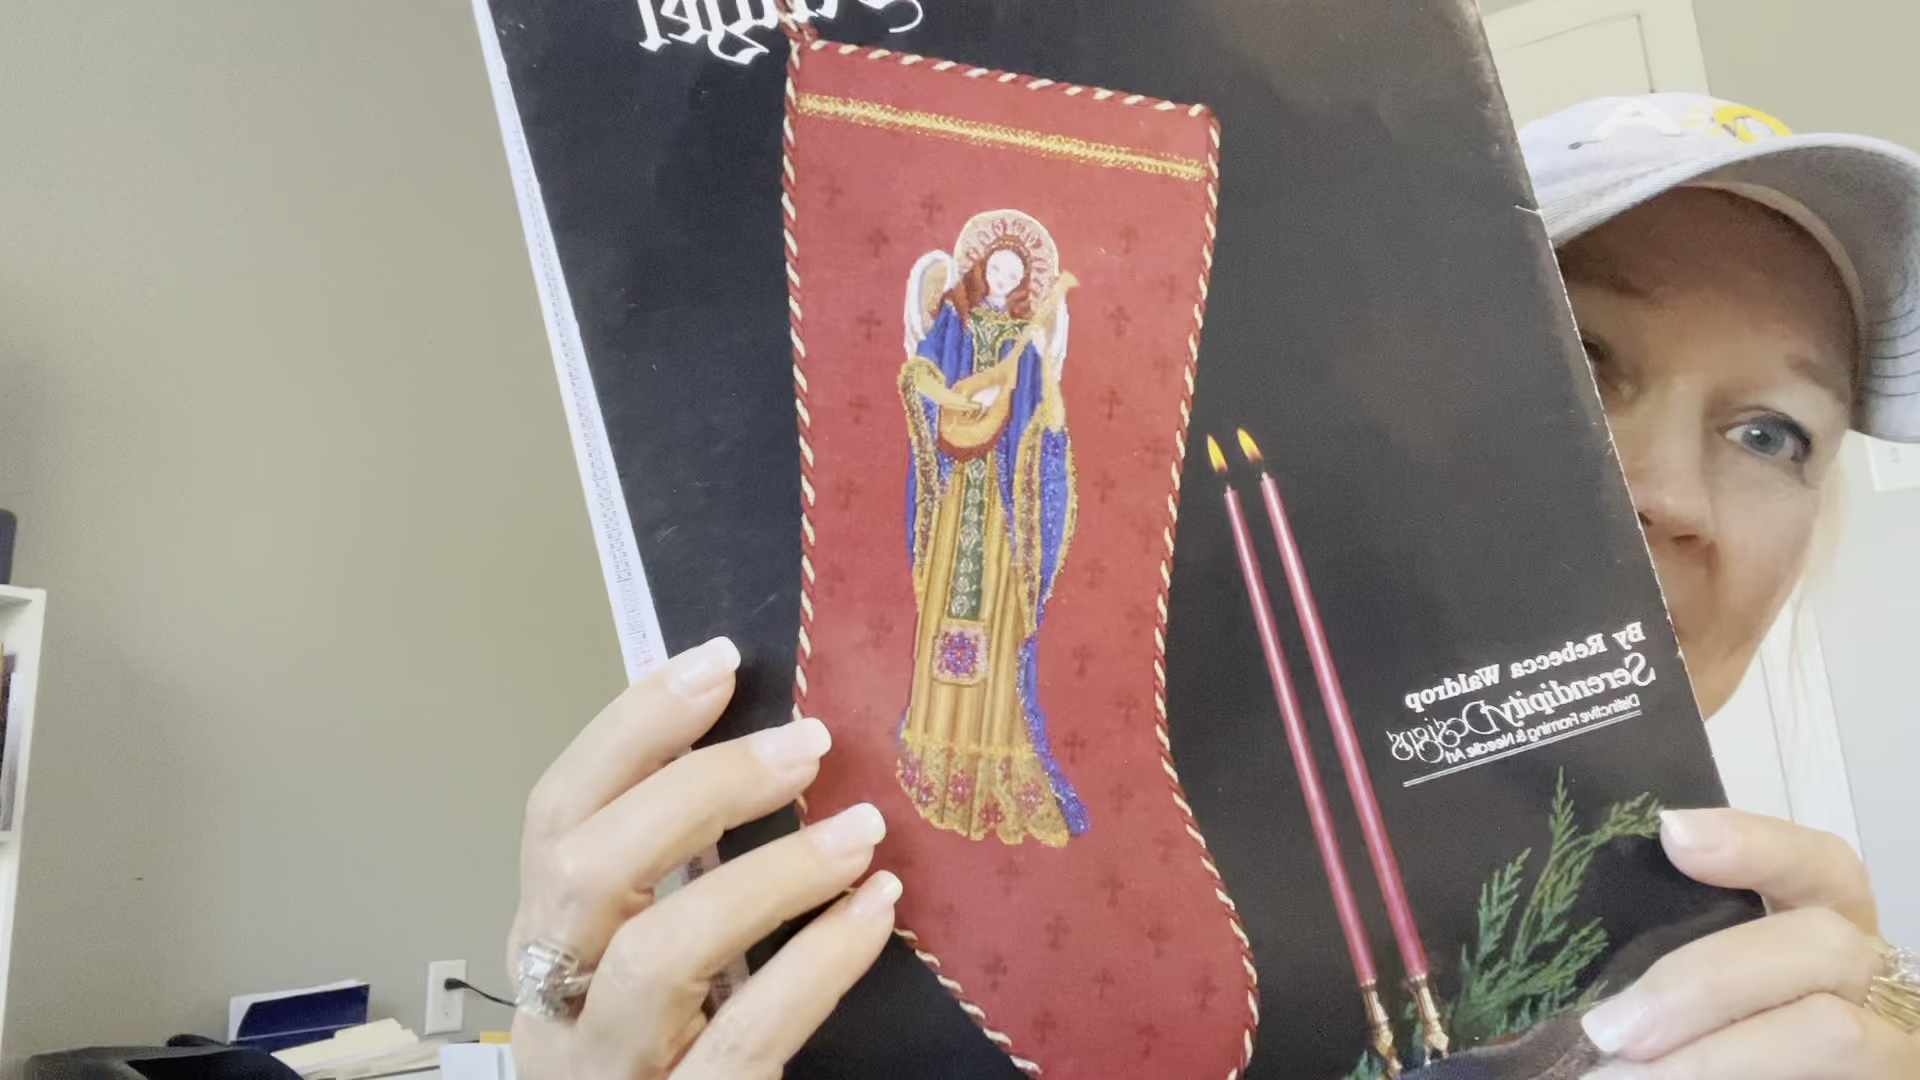 By Rebecca Waldrop
Serendipity Designs
Distinctive Framing & Needle Art
A